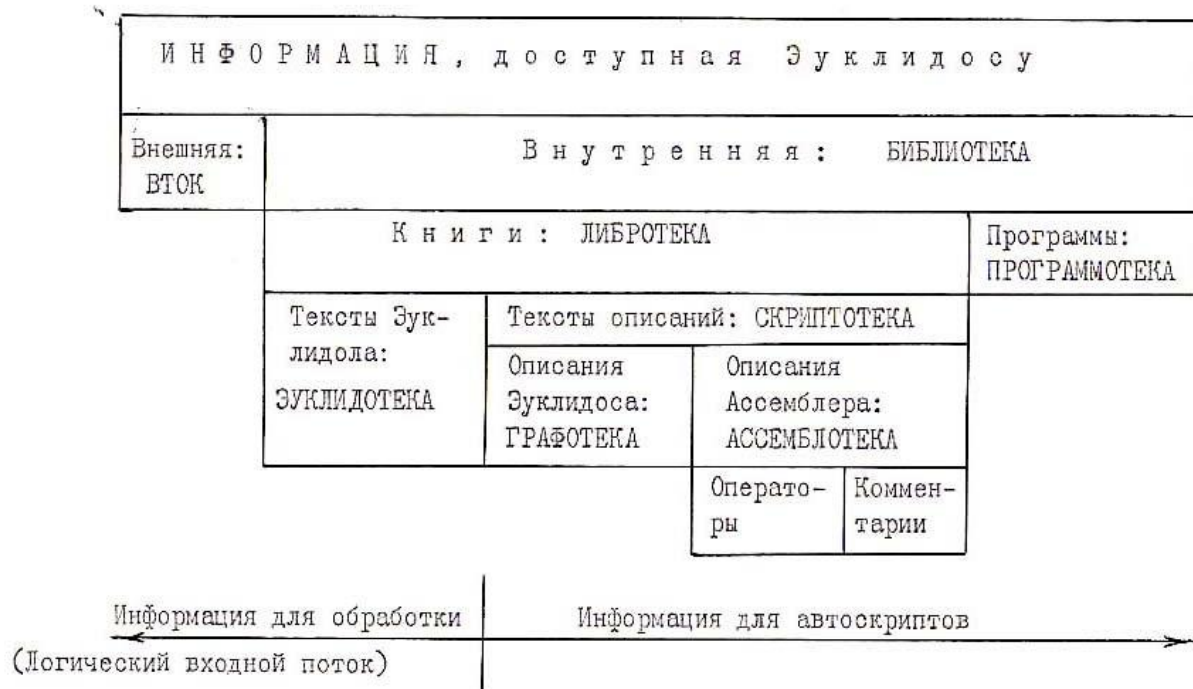 ИНФОРМАЦИЯ, доступная Эуклидосу
Внешняя:
ВТОК
Внутренняя: БИБЛИОТЕКА
Книги: ЛИБРОТЕКА
Программы:
ПРОГРАММОТЕКА
Тексты Эук-
лидола:
ЭУКЛИДОТЕКА
Тексты описаний: СКРИПТОТЕКА
Описания
Эуклидоса:
ГРАФОТЕКА
Описания
Ассемблера:
АССЕМБЛОТЕКА
Операто-
ры
Коммен-
тарии
Информация для обработки
(Логический входной поток)
Информация для автоскриптов